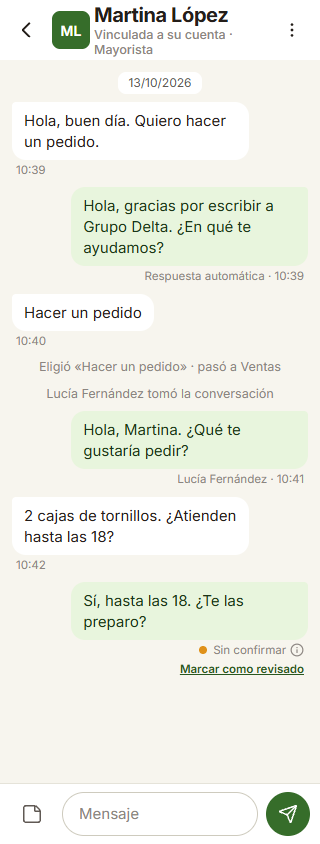 Martina López
ML
Vinculada a su cuenta ·
Mayorista
13/10/2026
Hola, buen día. Quiero hacer
un pedido.
10:39
Hola, gracias por escribir a
Grupo Delta. ¿En qué te
ayudamos?
Respuesta automática · 10:39
Hacer un pedido
10:40
Eligió «Hacer un pedido» · pasó a Ventas
Lucía Fernández tomó la conversación
Hola, Martina. ¿Qué te
gustaría pedir?
Lucía Fernández · 10:41
2 cajas de tornillos. ¿Atienden
hasta las 18?
10:42
Sí, hasta las 18. ¿Te las
preparo?
Sin confirmar
Marcar como revisado
Mensaje